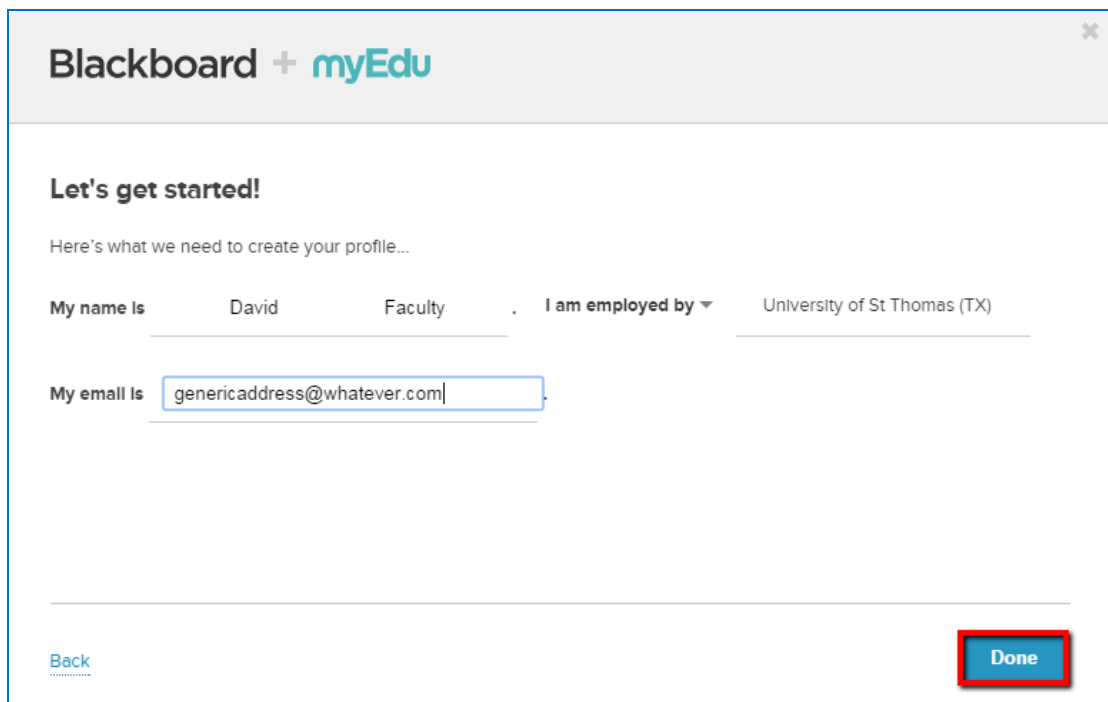 Blackboard + myEdu
Let's get started!
Here's what we need to create your profile...
My name is David Faculty . I am employed by University of St Thomas (TX)
My email is genericaddress@whatever.com .
Back Done